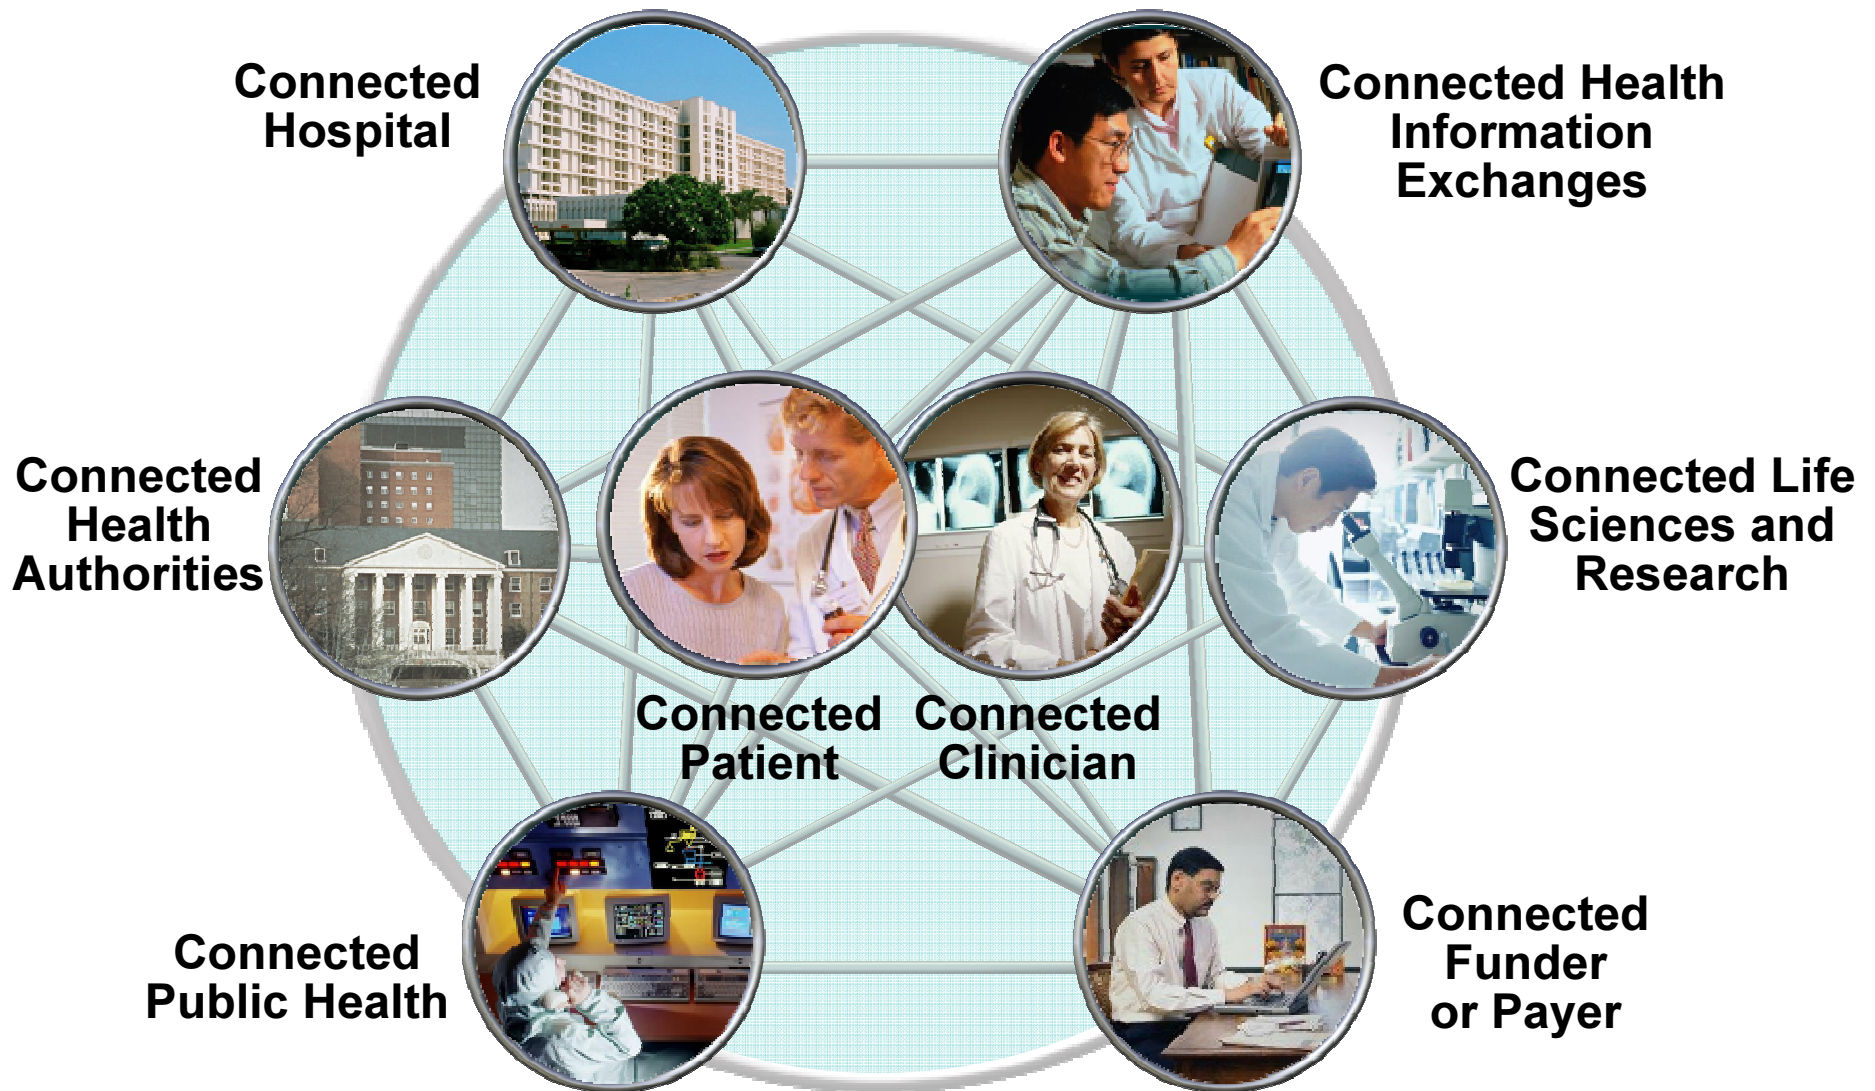 Connected
Hospital
Connected Health
Information
Exchanges
Connected
Health
Authorities
Connected Life
Sciences and
Research
Connected
Patient
Connected
Clinician
Connected
Public Health
Connected
Funder
or Payer